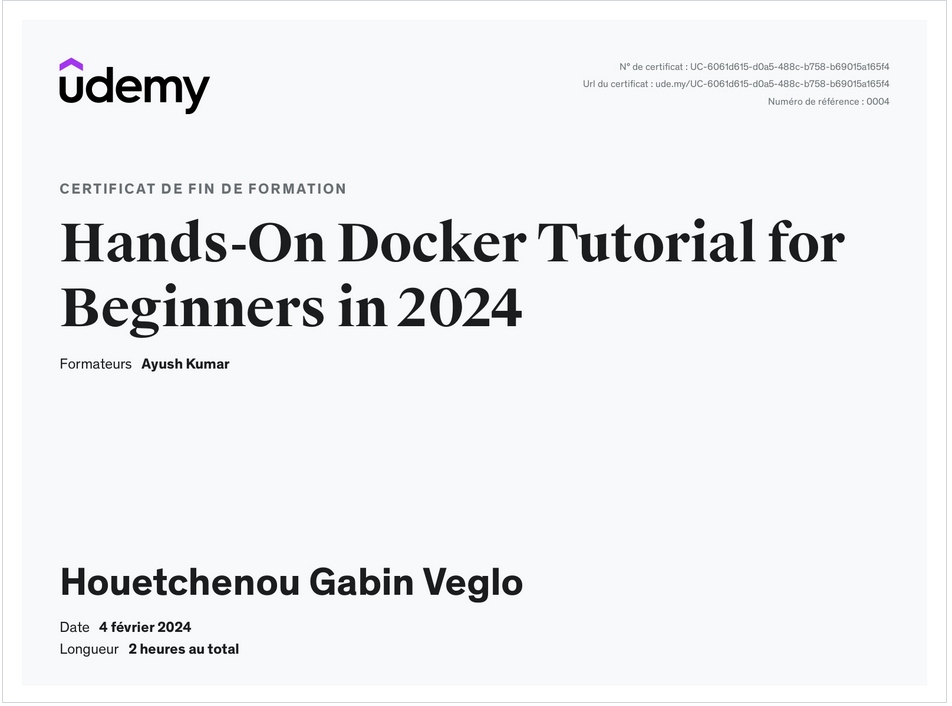 udemy
N° de certificat : UC-6061d615-d0a5-488c-b758-b69015a165f4
Url du certificat : ude.my/UC-6061d615-d0a5-488c-b758-b69015a165f4
Numéro de référence : 0004
CERTIFICAT DE FIN DE FORMATION
Hands-On Docker Tutorial for
Beginners in 2024
Formateurs Ayush Kumar
Houetchenou Gabin Veglo
Date 4 février 2024
Longueur 2 heures au total